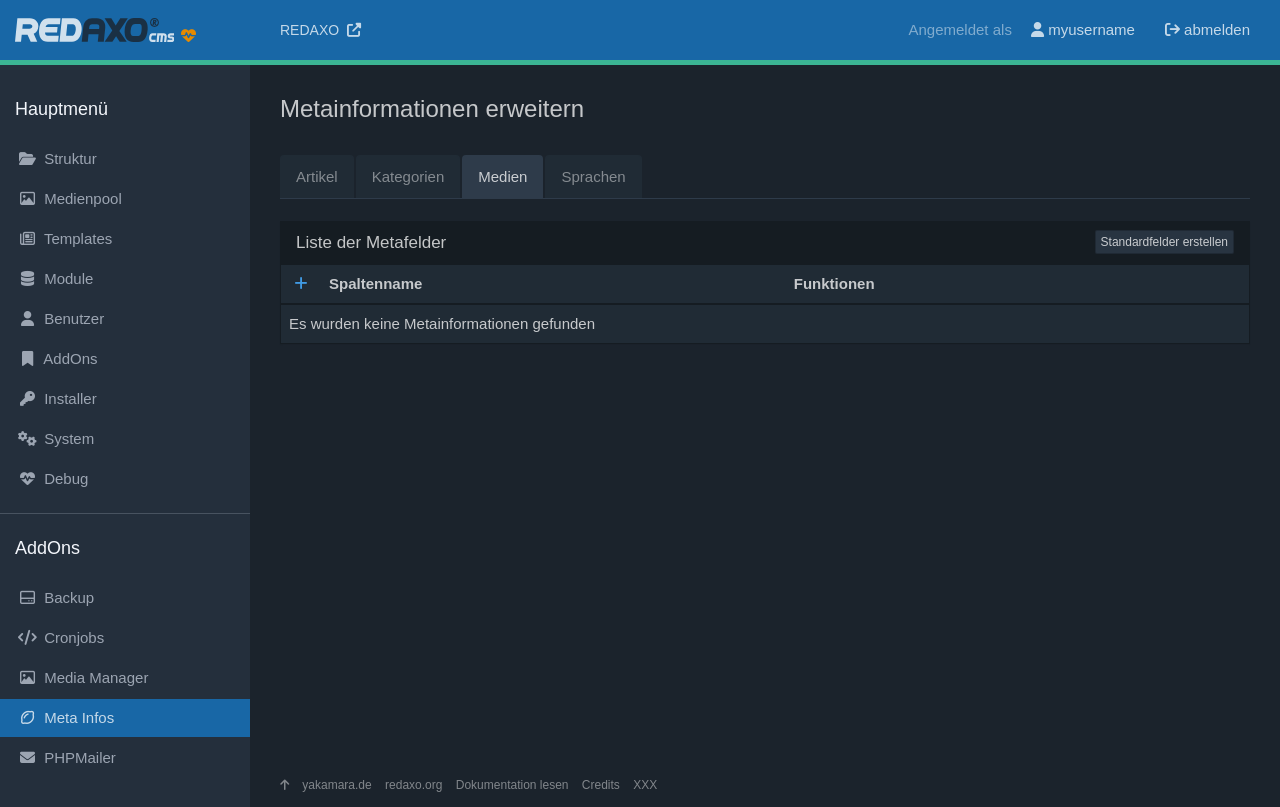 REDAXO® cms
REDAXO
Angemeldet als myusername abmelden
Hauptmenü
Struktur
Medienpool
Templates
Module
Benutzer
AddOns
Installer
System
Debug
AddOns
Backup
Cronjobs
Media Manager
Meta Infos
PHPMailer
Metainformationen erweitern
Artikel Kategorien Medien Sprachen
Liste der Metafelder Standardfelder erstellen
Spaltenname Funktionen
Es wurden keine Metainformationen gefunden
yakamara.de redaxo.org Dokumentation lesen Credits XXX